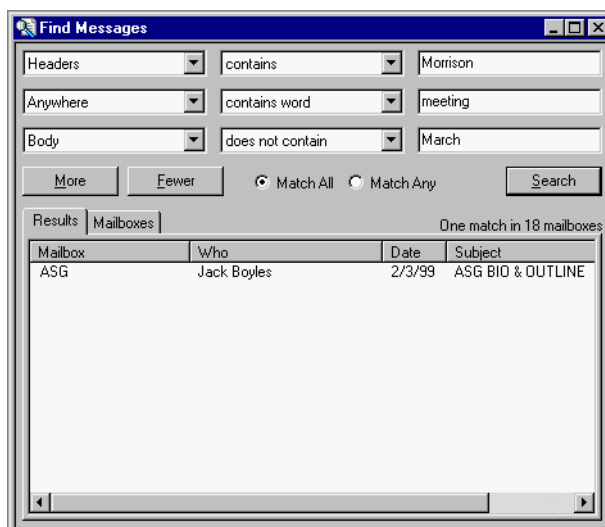 Find Messages
Headers contains Morrison
Anywhere contains word meeting
Body does not contain March
More Fewer Match All Match Any Search
Results Mailboxes One match in 18 mailboxes
Mailbox Who Date Subject
ASG Jack Boyles 2/3/99 ASG BIO & OUTLINE